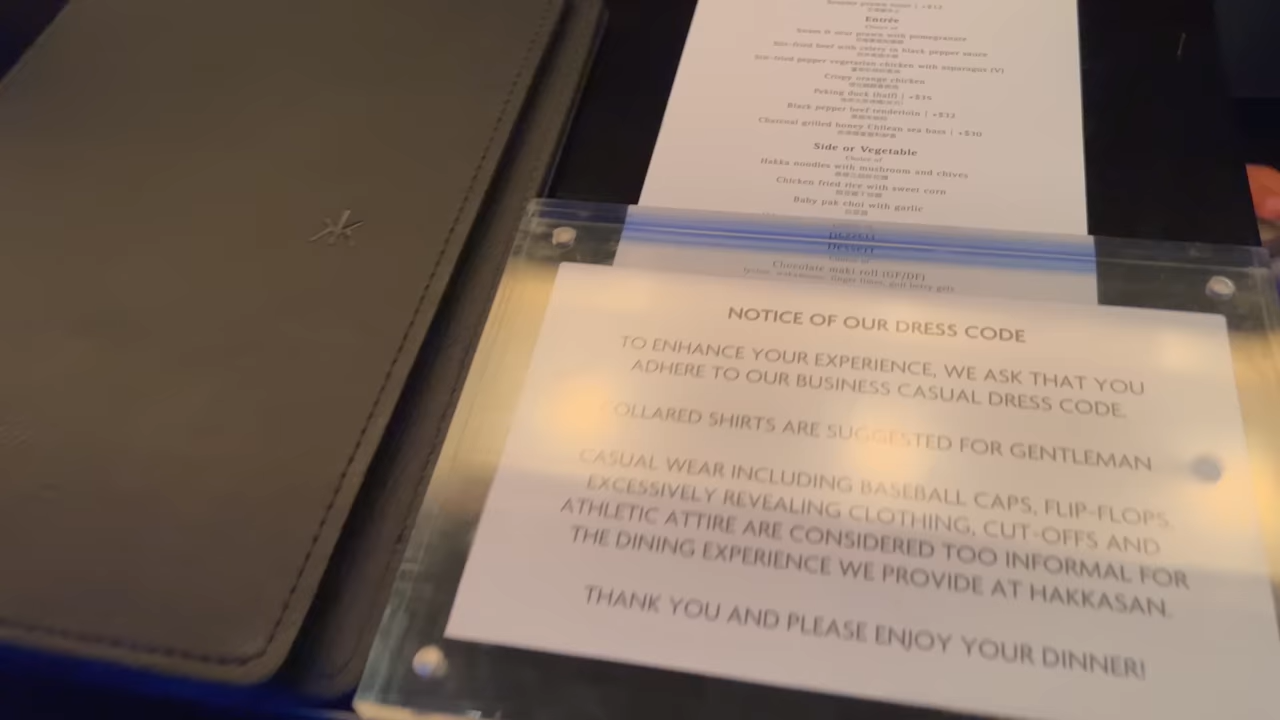 Entrée
Choice of
Sweet & sour prawn with pomegranate
Stir-fried beef with celery in black pepper sauce
Stir-fried pepper vegetarian chicken with asparagus (V)
Crispy orange chicken
Peking duck (half) |
Black pepper beef tenderloin | +$32
Charcoal grilled honey Chilean sea bass | +$30
Side or Vegetable
Choice of
Hakka noodles with mushroom and chives
Chicken fried rice with sweet corn
Baby pak choi with garlic
Dessert
Chocolate maki roll (GF/DF)
NOTICE OF OUR DRESS CODE
TO ENHANCE YOUR EXPERIENCE, WE ASK THAT YOU
ADHERE TO OUR BUSINESS CASUAL DRESS CODE.
COLLARED SHIRTS ARE SUGGESTED FOR GENTLEMAN
CASUAL WEAR INCLUDING BASEBALL CAPS, FLIP-FLOPS,
EXCESSIVELY REVEALING CLOTHING, CUT-OFFS AND
ATHLETIC ATTIRE ARE CONSIDERED TOO INFORMAL FOR
THE DINING EXPERIENCE WE PROVIDE AT HAKKASAN.
THANK YOU AND PLEASE ENJOY YOUR DINNER!